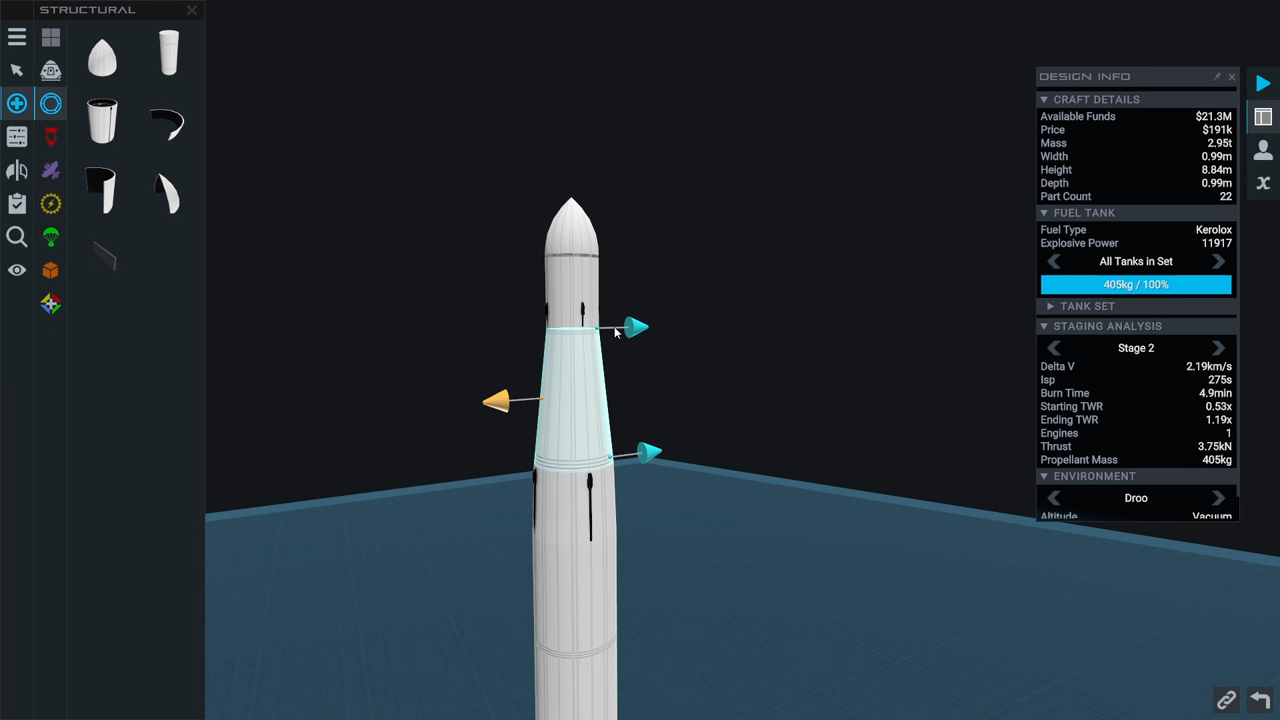 STRUCTURAL
DESIGN INFO
CRAFT DETAILS
Available Funds $21.3M
Price $191k
Mass 2.95t
Width 0.99m
Height 8.84m
Depth 0.99m
Part Count 22
FUEL TANK
Fuel Type Kerolox
Explosive Power 11917
All Tanks in Set
405kg / 100%
TANK SET
STAGING ANALYSIS
Stage 2
Delta V 2.19km/s
Isp 275s
Burn Time 4.9min
Starting TWR 0.53x
Ending TWR 1.19x
Engines 1
Thrust 3.75kN
Propellant Mass 405kg
ENVIRONMENT
Droo
Altitude Vacuum